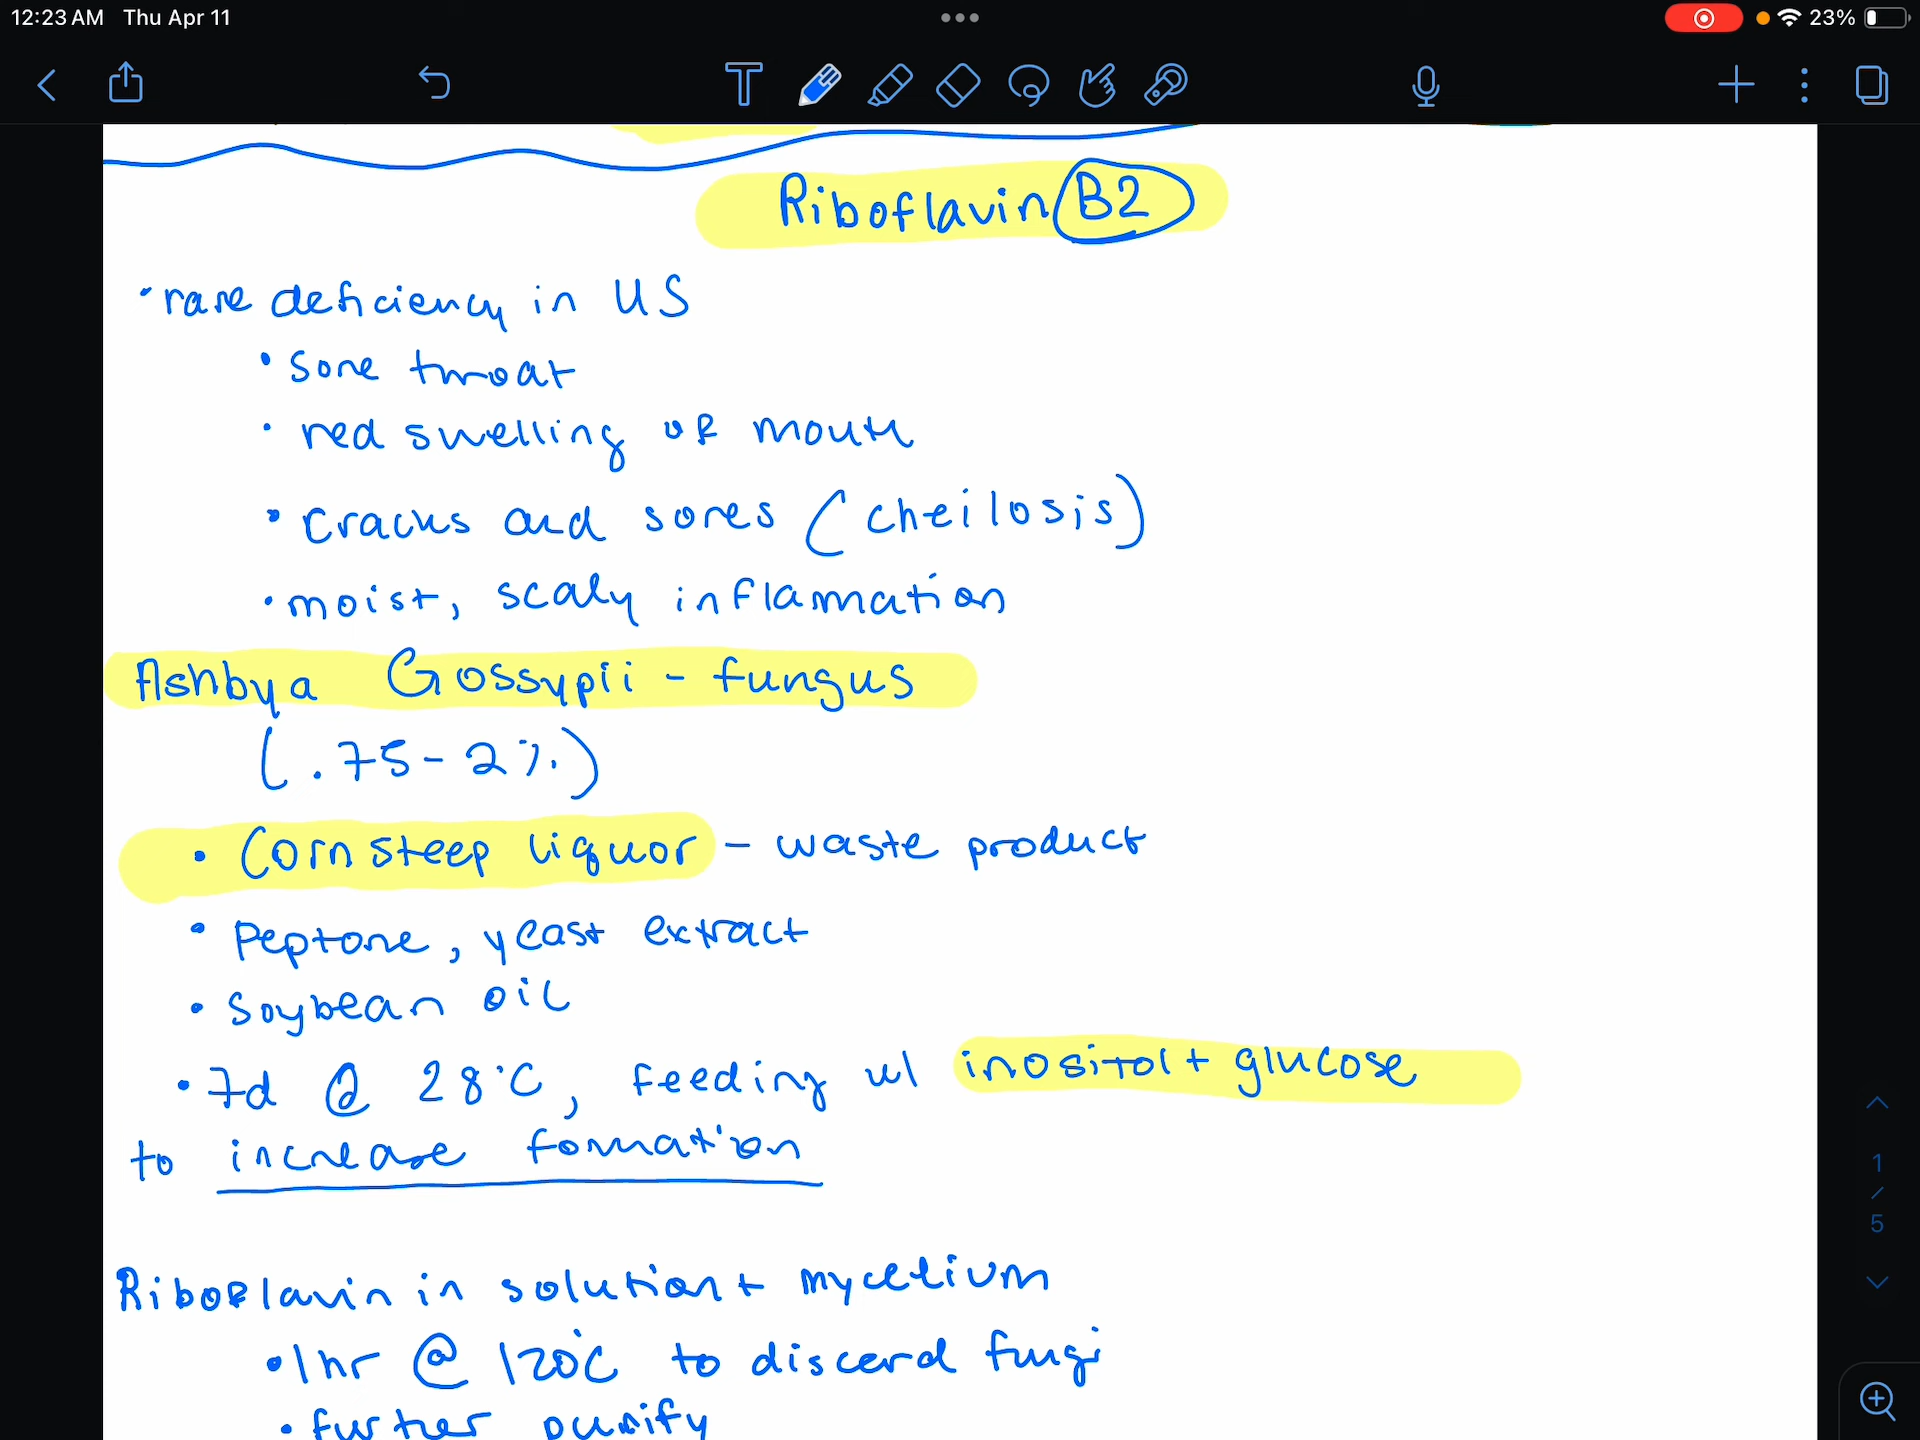 12:23 AM Thu Apr 11
23%
Riboflavin B2
• rare deficiency in US
• sore throat
• red swelling of mouth
• cracks and sores (cheilosis)
• moist, scaly inflammation
Ashbya Gossypii - fungus
(.75-2%)
• Corn steep liquor - waste product
• Peptone, yeast extract
• Soybean oil
• 7d @ 28°C, feeding w/ inositol + glucose
to increase formation
Riboflavin in solution + mycelium
• 1hr @ 120°C to discard fungi
• further purify
1
/
5